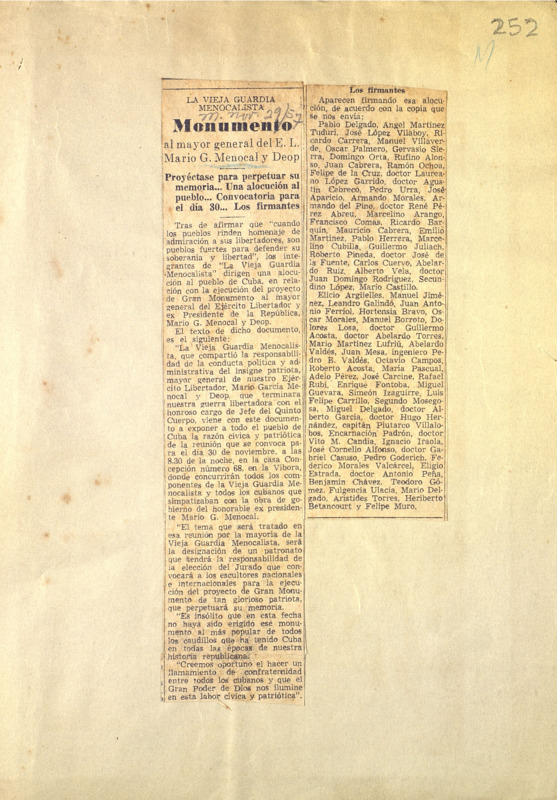 252
LA VIEJA GUARDIA
MENOCALISTA
M. nov. 29/57
Monumento
al mayor general del E. L.
Mario G. Menocal y Deop
Proyéctase para perpetuar su
memoria... Una alocución al
pueblo... Convocatoria para
el día 30... Los firmantes
Tras de afirmar que "cuando
los pueblos rinden homenaje de
admiración a sus libertadores, son
pueblos fuertes para defender su
soberanía y libertad", los in-
tegrantes de "La Vieja Guardia
Menocalista" dirigen una alocu-
ción al pueblo de Cuba, en re-
lación con la ejecución del proyecto
de Gran Monumento al mayor
general del Ejército Libertador y
ex Presidente de la República,
Mario G. Menocal y Deop.
El texto de dicho documento,
es el siguiente:
"La Vieja Guardia Menocalis-
ta, que compartió la responsabili-
dad de la conducta política y ad-
ministrativa del insigne patriota,
mayor general de nuestro Ejér-
cito Libertador, Mario García Me-
nocal y Deop, que terminara
nuestra guerra libertadora con el
honroso cargo de Jefe del Quinto
Cuerpo, viene con este documen-
to a exponer a todo el pueblo de
Cuba la razón cívica y patriótica
de la reunión que se convoca pa-
ra el día 30 de noviembre, a las
8.30 de la noche, en la casa Con-
cepción número 68, en la Víbora,
donde concurrirán todos los com-
ponentes de la Vieja Guardia Me-
nocalista y todos los cubanos que
simpatizaban con la obra de go-
bierno del honorable ex presiden-
te Mario G. Menocal.
"El tema que será tratado en
esa reunión por la mayoría de la
Vieja Guardia Menocalista, será
la designación de un patronato
que tendrá la responsabilidad de
la elección del Jurado que con-
vocará a los escultores nacionales
e internacionales para la ejecu-
ción del proyecto de Gran Monu-
mento de tan glorioso patriota,
que perpetuará su memoria.
"Es insólito que en esta fecha
no haya sido erigido ese monu-
mento al más popular de todos
los caudillos que ha tenido Cuba
en todas las épocas de nuestra
historia republicana.
"Creemos oportuno el hacer un
llamamiento de confraternidad
entre todos los cubanos y que el
Gran Poder de Dios nos ilumine
en esta labor cívica y patriótica".
Los firmantes
Aparecen firmando esa alocu-
ción, de acuerdo con la copia que
se nos envía:
Pablo Delgado, Angel Martínez
Tudurí, José López Vilaboy, Ri-
cardo Carrera, Manuel Villaver-
de, Oscar Palmero, Gervasio Sie-
rra, Domingo Orta, Rufino Alon-
so, Juan Cabrera, Ramón Ochoa,
Felipe de la Cruz, doctor Laurea-
no López Garrido, doctor Agus-
tín Cebreco, Pedro Urra, José
Aparicio, Armando Morales, Ar-
mando del Pino, doctor René Pé-
rez Abreu, Marcelino Arango,
Francisco Comas, Ricardo Bar-
quín, Mauricio Cabrera, Emilio
Martínez, Pablo Herrera, Marce-
lino Cubilla, Guillermo Juliach,
Roberto Pineda, doctor José de
la Fuente, Carlos Cuervo, Abelar-
do Ruiz, Alberto Vela, doctor
Juan Domingo Rodríguez, Secun-
dino López, Mario Castillo.
Elicio Argüelles, Manuel Jimé-
nez, Leandro Galindo, Juan Anto-
nio Ferriol, Hortensia Bravo, Os-
car Morales, Manuel Borroto, Do-
lores Losa, doctor Guillermo
Acosta, doctor Abelardo Torres,
Mario Martínez Lufriú, Abelardo
Valdés, Juan Mesa, ingeniero Pe-
dro B. Valdés, Octavio Campos,
Roberto Acosta, María Pascual,
Adelo Pérez, José Carcine, Rafael
Rubí, Enrique Fontoba, Miguel
Guevara, Simeón Izaguirre, Luis
Felipe Carrillo, Segundo Mosego-
sa, Miguel Delgado, doctor Al-
berto García, doctor Hugo Her-
nández, capitán Plutarco Villalo-
bos, Encarnación Padrón, doctor
Vito M. Candía, Ignacio Iraola,
José Cornelio Alfonso, doctor Ga-
briel Casuso, Pedro Goderich, Fe-
derico Morales Valcárcel, Eligio
Estrada, doctor Antonio Peña,
Benjamín Chávez, Teodoro Gó-
mez, Fulgencia Ulacia, Mario Del-
gado, Arístides Torres, Heriberto
Betancourt y Felipe Muro,